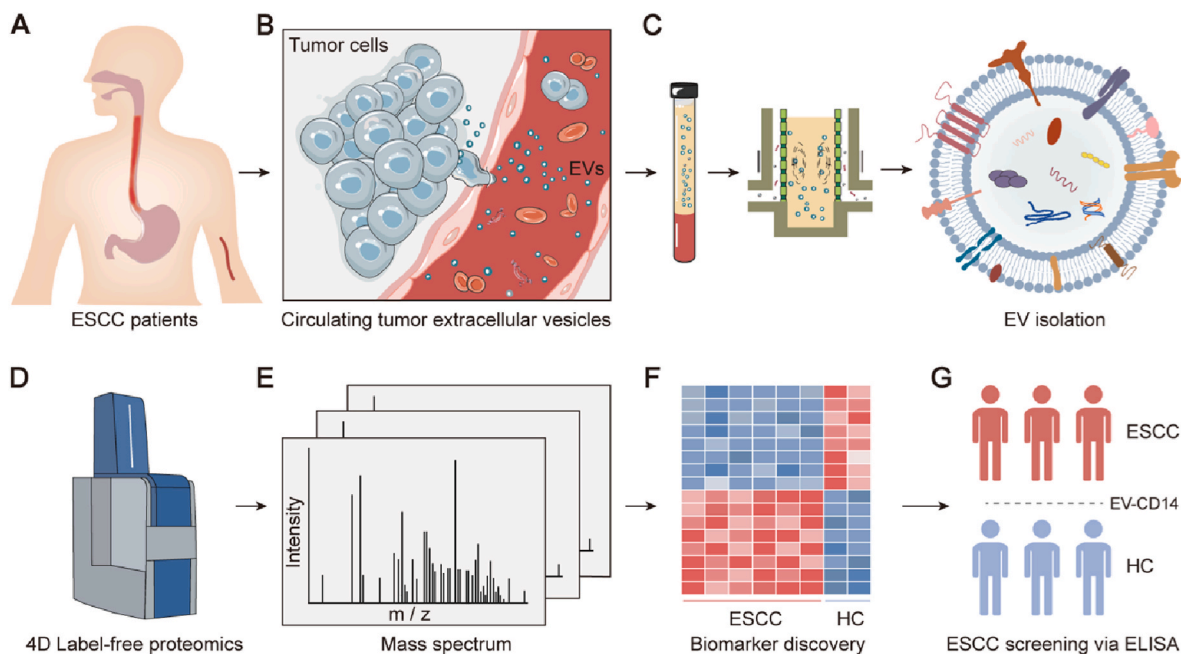 A
B
C
Tumor cells
EVs
ESCC patients
Circulating tumor extracellular vesicles
EV isolation
D
E
F
G
Intensity
m / z
ESCC
HC
ESCC
EV-CD14
HC
4D Label-free proteomics
Mass spectrum
Biomarker discovery
ESCC screening via ELISA